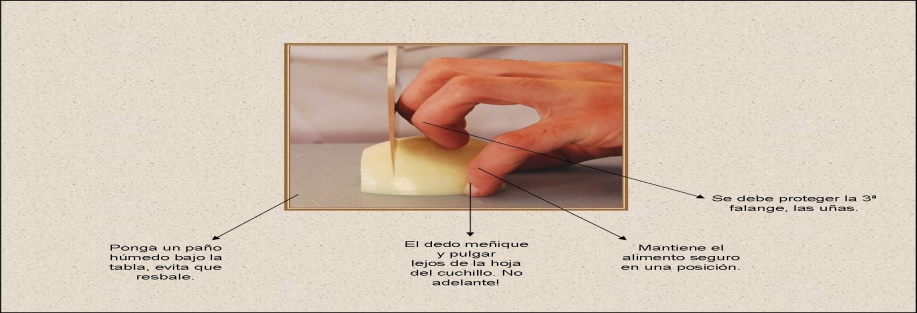 Se debe proteger la 3ª
falange, las uñas.
Ponga un paño
húmedo bajo la
tabla, evita que
resbale.
El dedo meñique
y pulgar
lejos de la hoja
del cuchillo. No
adelante!
Mantiene el
alimento seguro
en una posición.